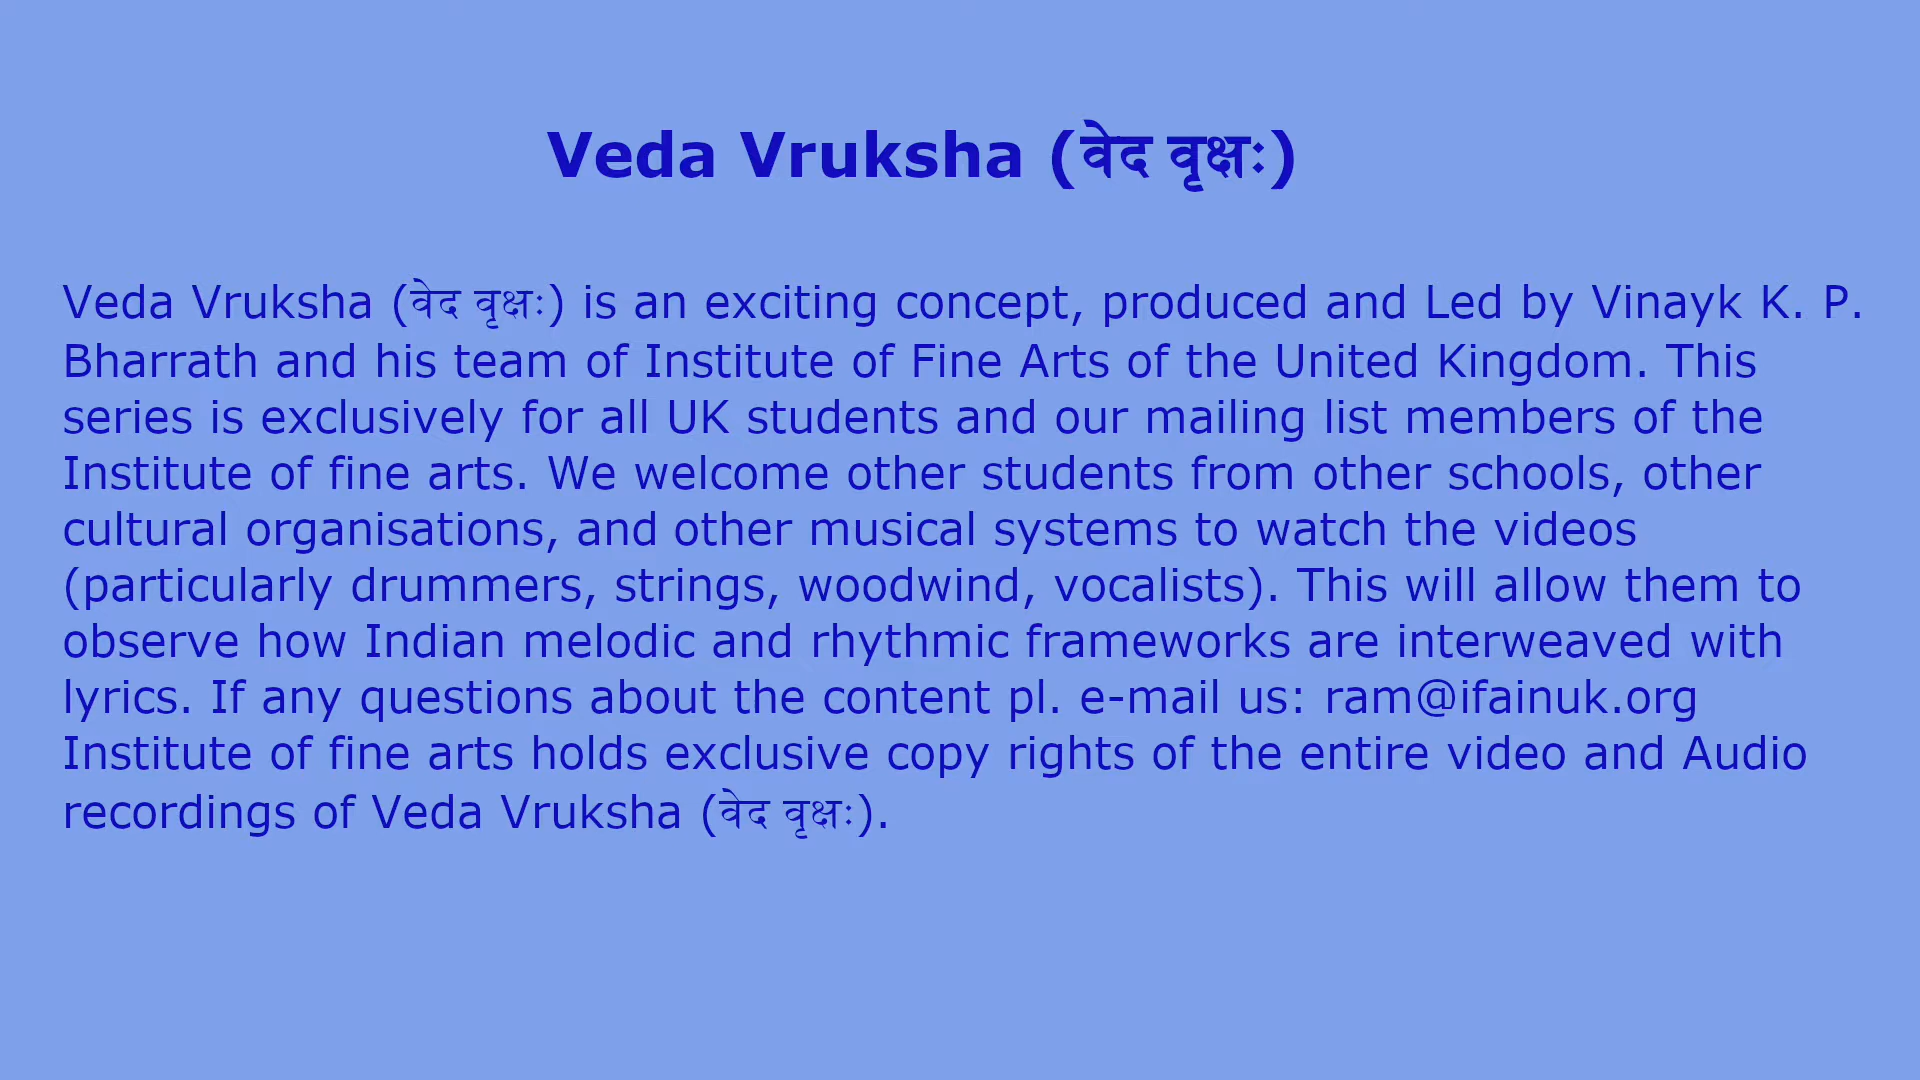 Veda Vruksha (वेद वृक्षः)
Veda Vruksha (वेद वृक्षः) is an exciting concept, produced and Led by Vinayk K. P.
Bharrath and his team of Institute of Fine Arts of the United Kingdom. This
series is exclusively for all UK students and our mailing list members of the
Institute of fine arts. We welcome other students from other schools, other
cultural organisations, and other musical systems to watch the videos
(particularly drummers, strings, woodwind, vocalists). This will allow them to
observe how Indian melodic and rhythmic frameworks are interweaved with
lyrics. If any questions about the content pl. e-mail us: ram@ifainuk.org
Institute of fine arts holds exclusive copy rights of the entire video and Audio
recordings of Veda Vruksha (वेद वृक्षः).